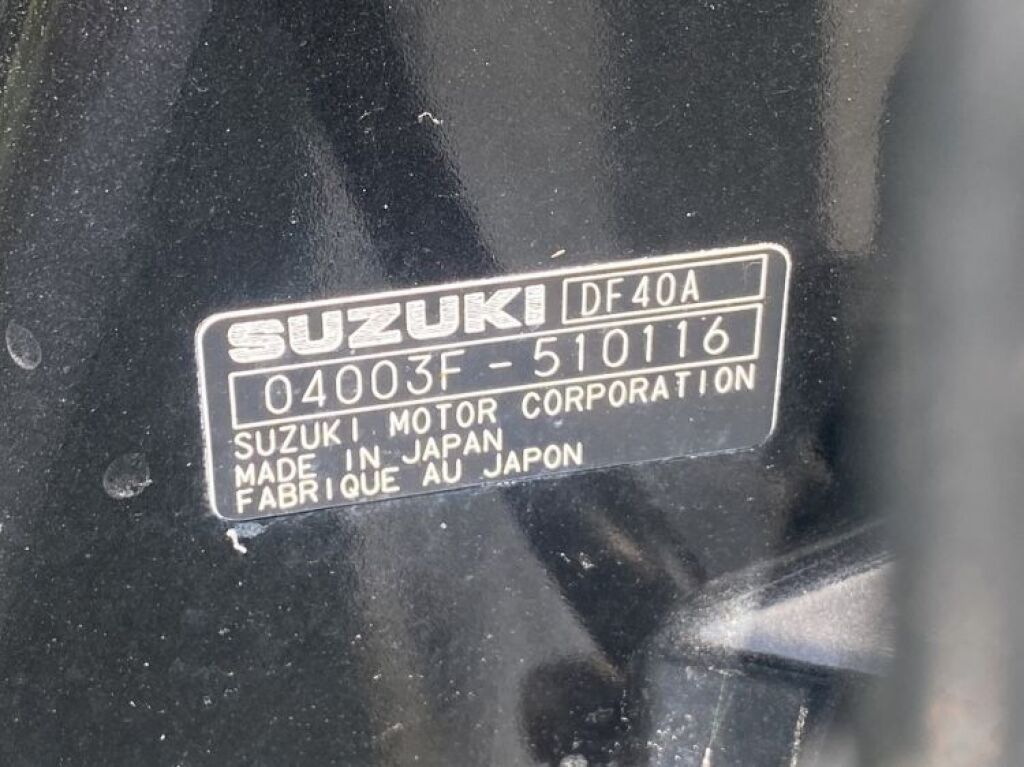 SUZUKI DF40A
04003F-510116
SUZUKI MOTOR CORPORATION
MADE IN JAPAN
FABRIQUE AU JAPON